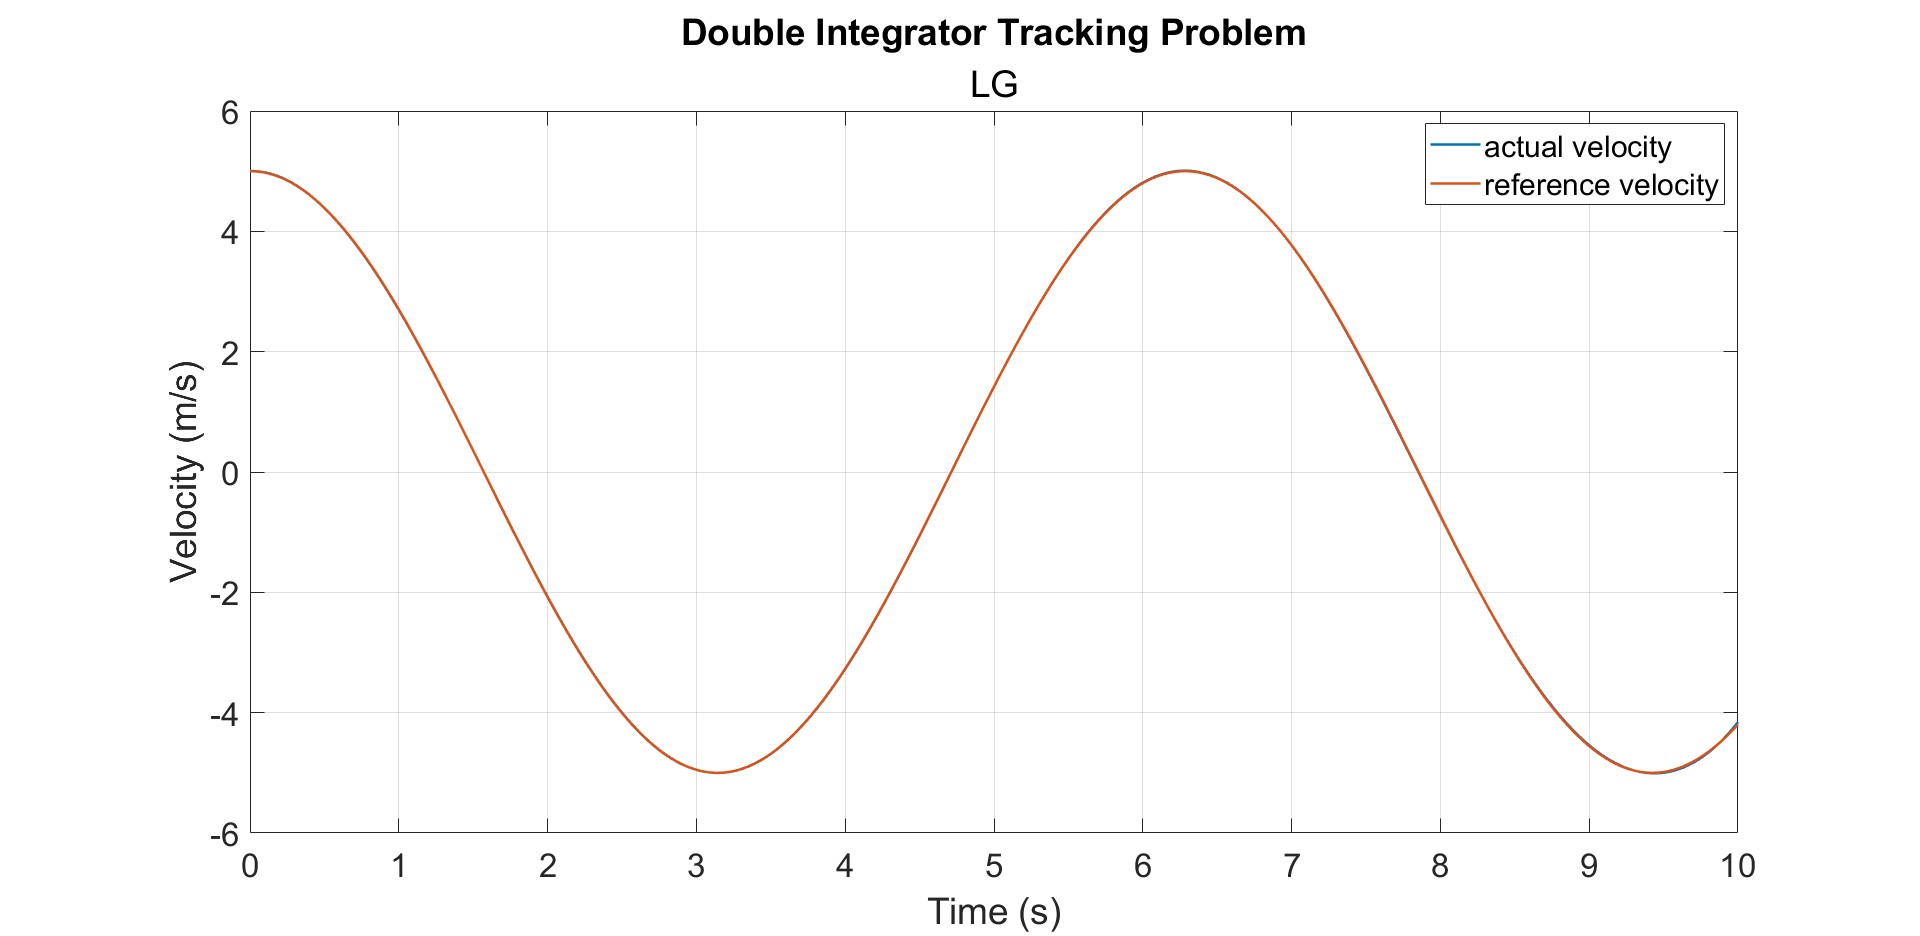 Double Integrator Tracking Problem
LG
actual velocity
reference velocity
Velocity (m/s)
6
4
2
0
-2
-4
-6
0 1 2 3 4 5 6 7 8 9 10
Time (s)